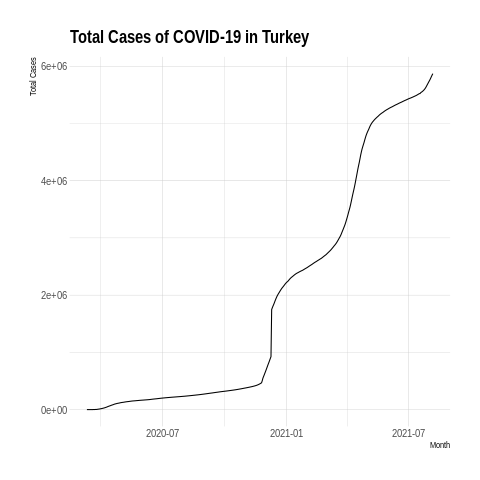 Total Cases of COVID-19 in Turkey
Total Cases
6e+06
4e+06
2e+06
0e+00
2020-07 2021-01 2021-07
Month